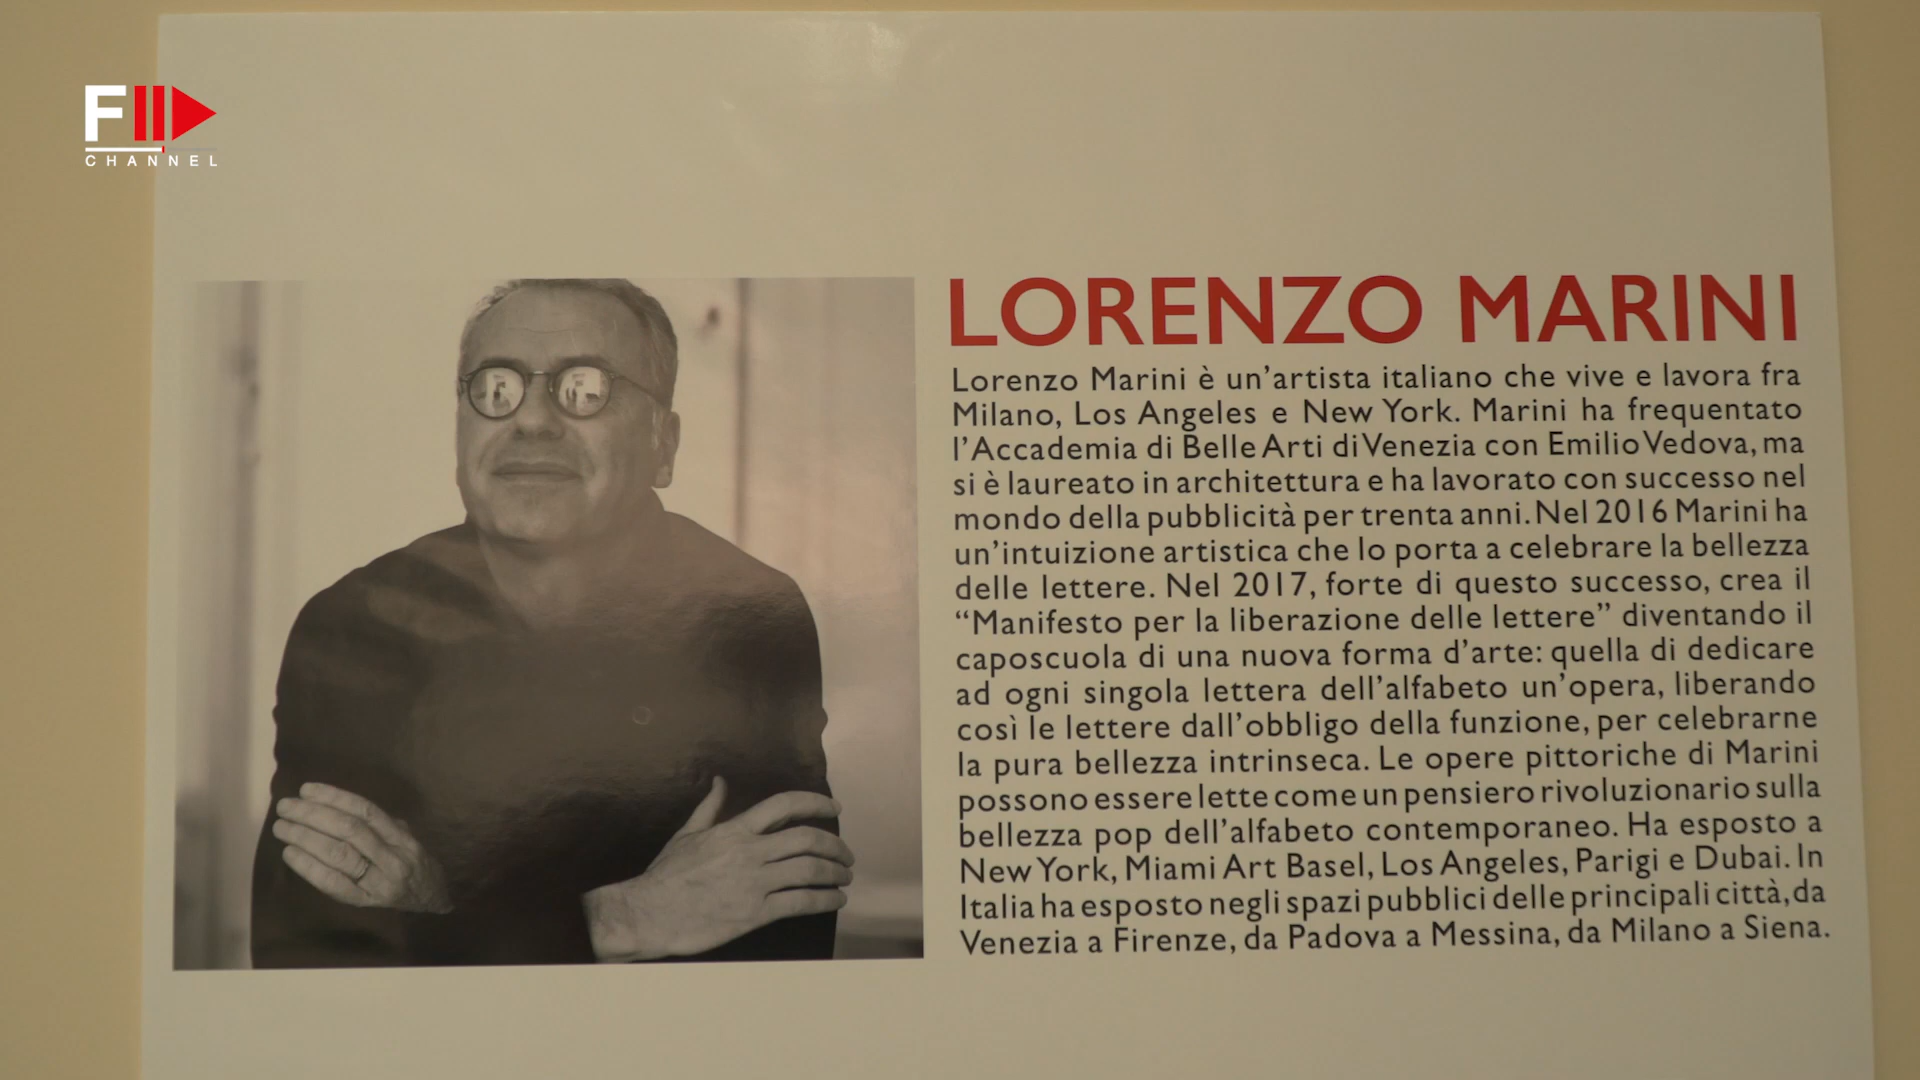 F
CHANNEL
LORENZO MARINI
Lorenzo Marini è un’artista italiano che vive e lavora fra
Milano, Los Angeles e New York. Marini ha frequentato
l’Accademia di Belle Arti di Venezia con Emilio Vedova, ma
si è laureato in architettura e ha lavorato con successo nel
mondo della pubblicità per trenta anni. Nel 2016 Marini ha
un’intuizione artistica che lo porta a celebrare la bellezza
delle lettere. Nel 2017, forte di questo successo, crea il
“Manifesto per la liberazione delle lettere” diventando il
caposcuola di una nuova forma d’arte: quella di dedicare
ad ogni singola lettera dell’alfabeto un’opera, liberando
così le lettere dall’obbligo della funzione, per celebrarne
la pura bellezza intrinseca. Le opere pittoriche di Marini
possono essere lette come un pensiero rivoluzionario sulla
bellezza pop dell’alfabeto contemporaneo. Ha esposto a
New York, Miami Art Basel, Los Angeles, Parigi e Dubai. In
Italia ha esposto negli spazi pubblici delle principali città, da
Venezia a Firenze, da Padova a Messina, da Milano a Siena.